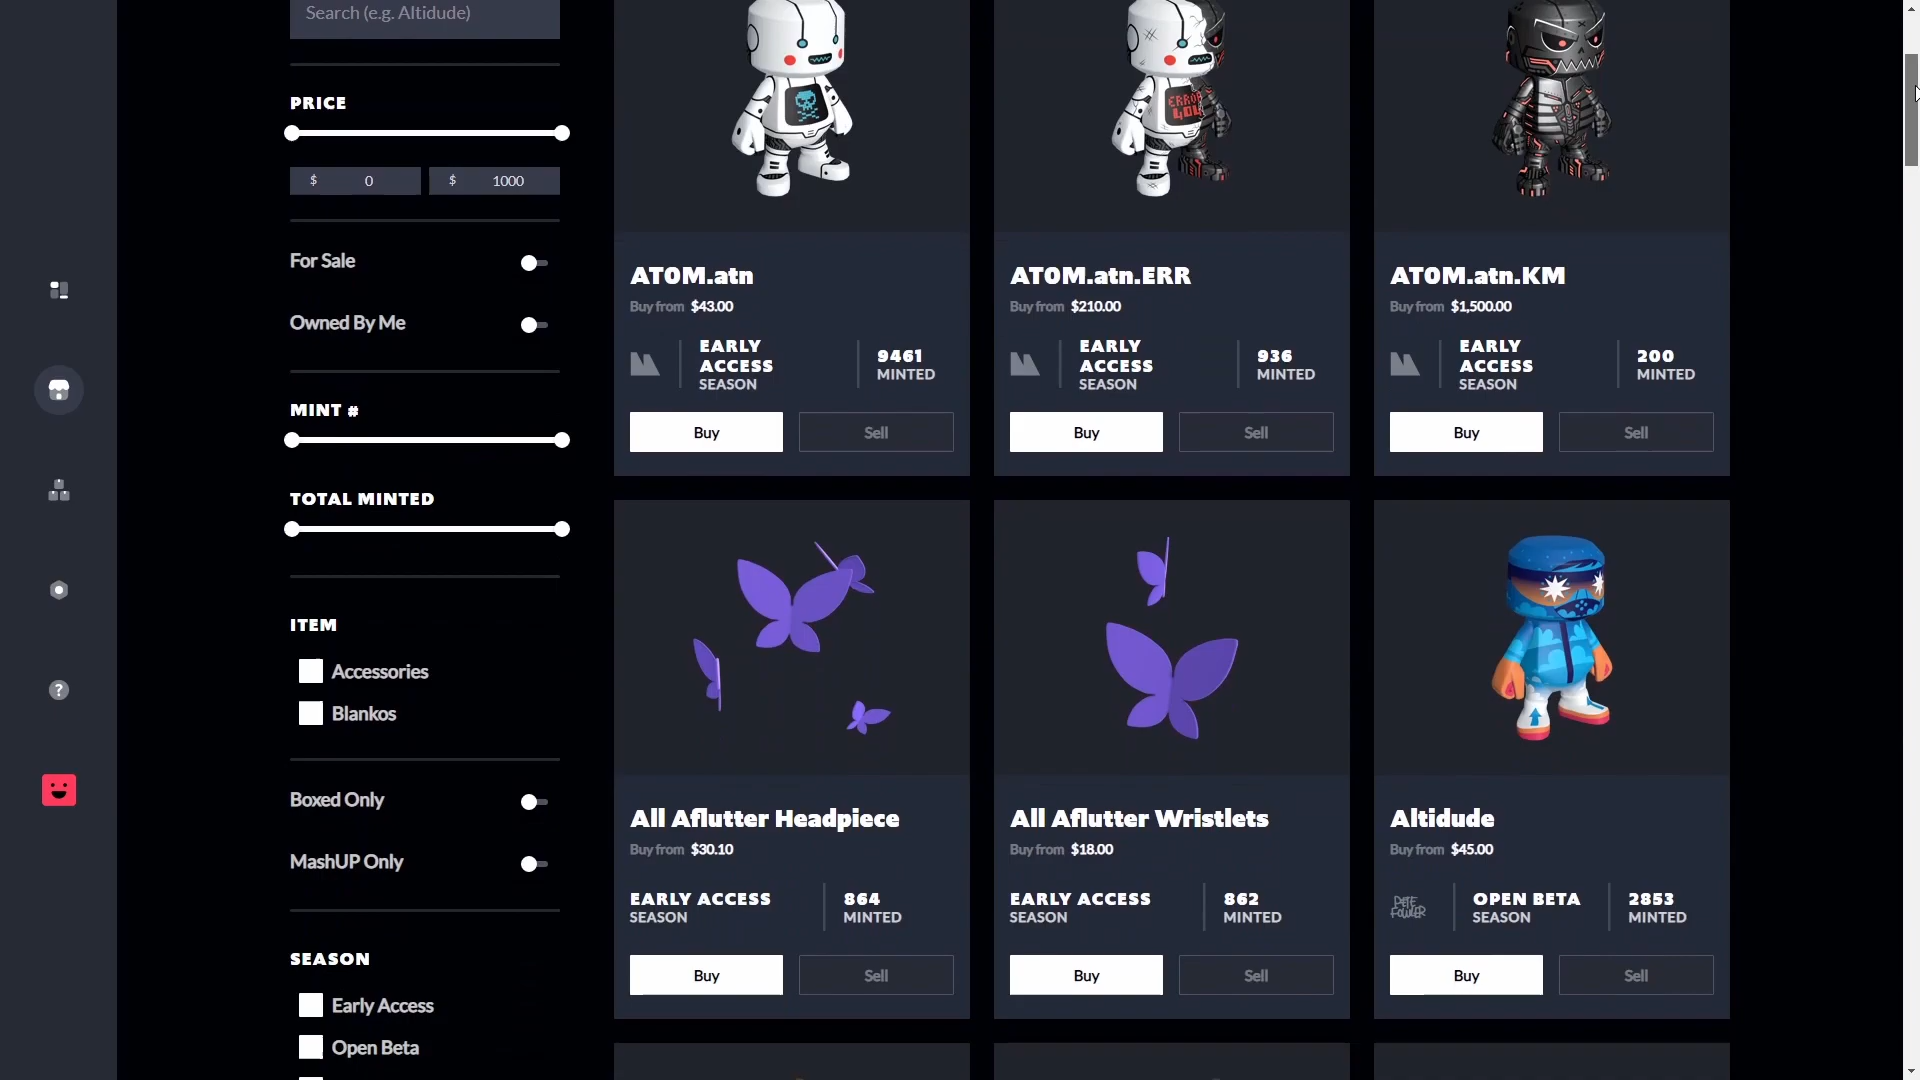 Search (e.g. Altidude)
PRICE
$ 0
$ 1000
For Sale
Owned By Me
MINT #
TOTAL MINTED
ITEM
Accessories
Blankos
Boxed Only
MashUP Only
SEASON
Early Access
Open Beta
ERROR
404
ATOM.atn
Buy from $43.00
EARLY
ACCESS
SEASON
9461
MINTED
Buy
Sell
ATOM.atn.ERR
Buy from $210.00
EARLY
ACCESS
SEASON
936
MINTED
Buy
Sell
ATOM.atn.KM
Buy from $1,500.00
EARLY
ACCESS
SEASON
200
MINTED
Buy
Sell
All Aflutter Headpiece
Buy from $30.10
EARLY ACCESS
SEASON
864
MINTED
Buy
Sell
All Aflutter Wristlets
Buy from $18.00
EARLY ACCESS
SEASON
862
MINTED
Buy
Sell
Altidude
Buy from $45.00
PETE
FOWLER
OPEN BETA
SEASON
2853
MINTED
Buy
Sell
?